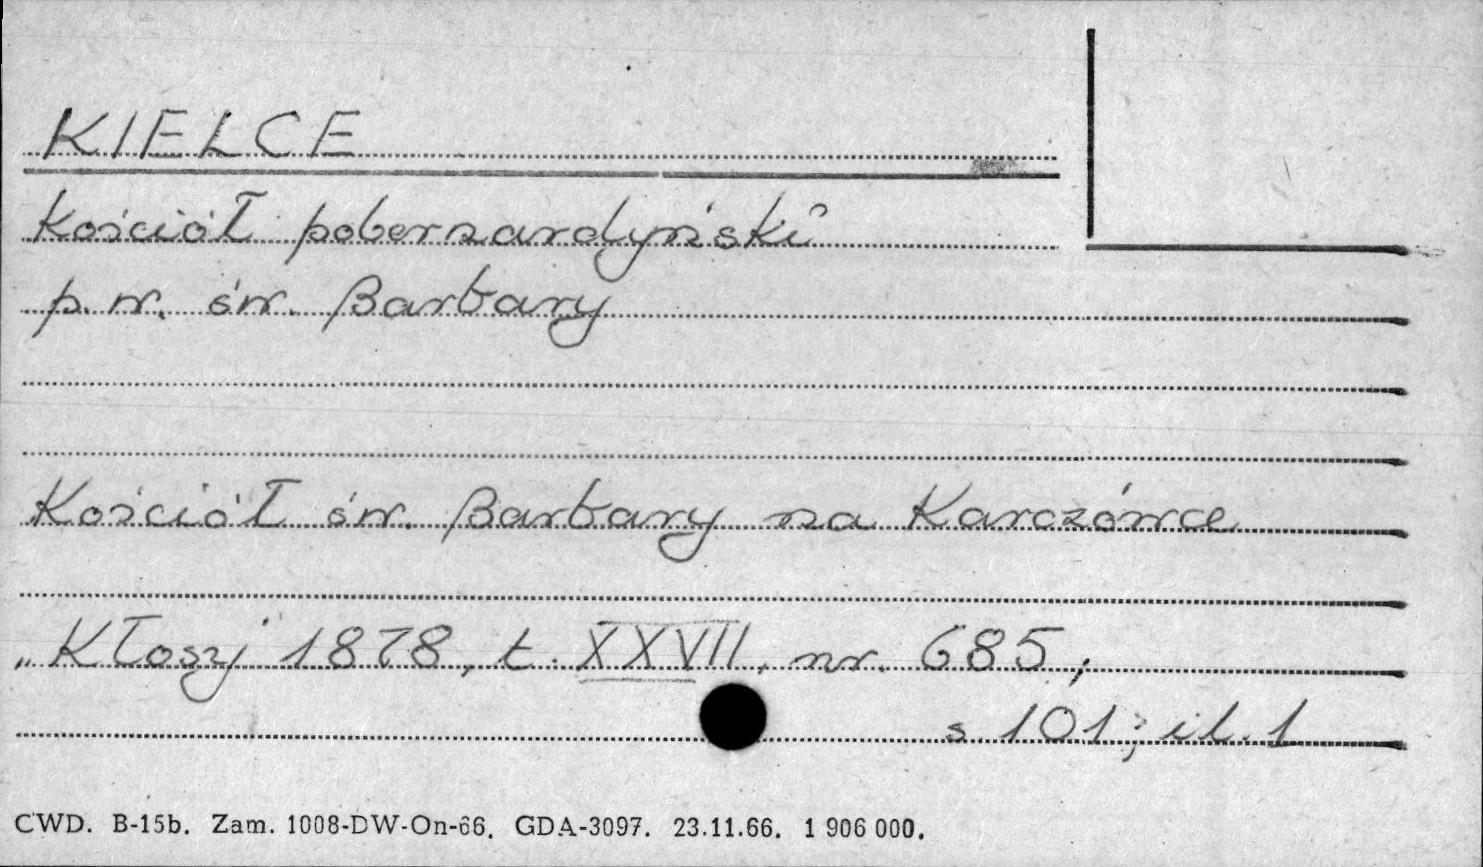 KIELCE
Kościół pobernardyński
p.w. św. Barbary
Kościół św. Barbary na Karczówce
„Kłosy" 1878, t. XXVII, nr. 685,
s. 101; il. 1
CWD. B-15b. Zam. 1008-DW-On-66. GDA-3097. 23.11.66. 1 906 000.